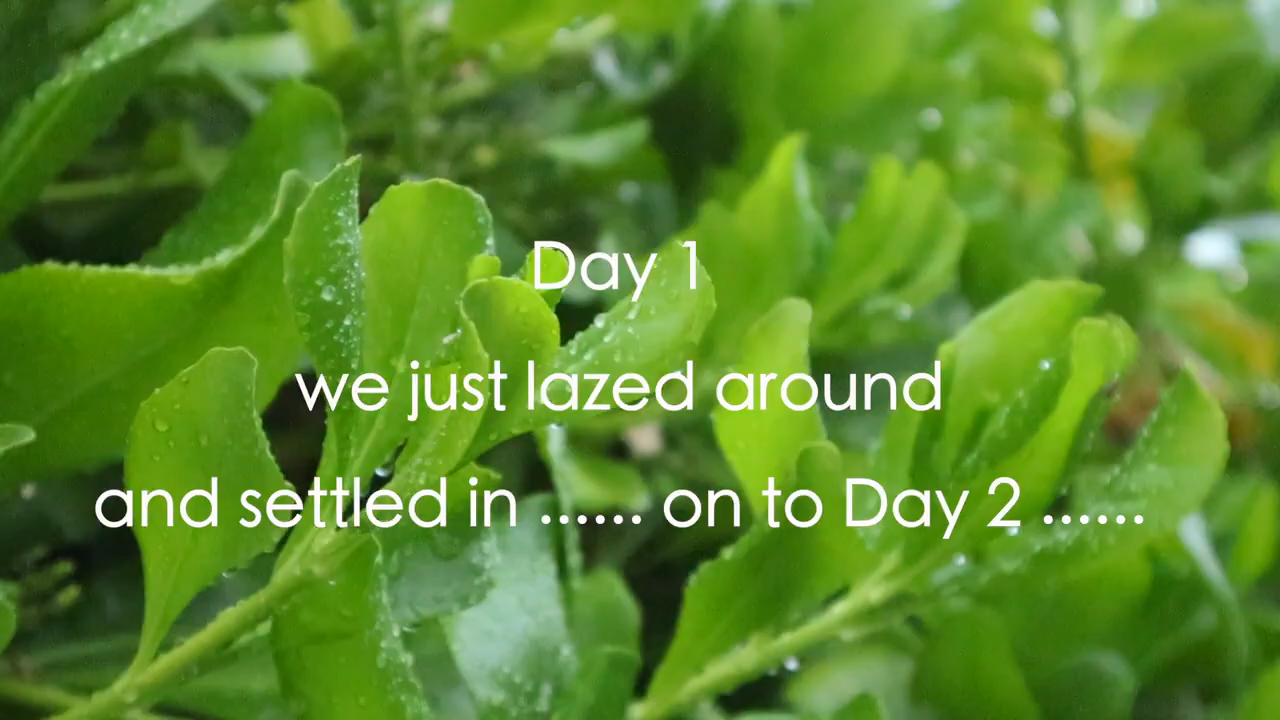 Day 1
we just lazed around
and settled in ...... on to Day 2 ......